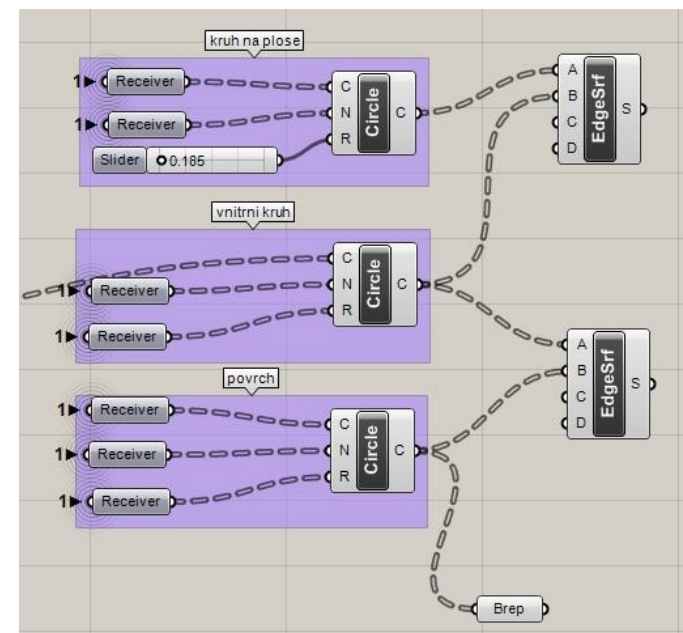 kruh na plose
1 Receiver
C
A
1 Receiver
N
Circle
C
B
EdgeSrf
S
R
C
Slider 0.185
D
vnitrni kruh
C
1 Receiver
N
Circle
C
1 Receiver
R
A
B
EdgeSrf
S
C
D
povrch
1 Receiver
C
1 Receiver
N
Circle
C
1 Receiver
R
Brep